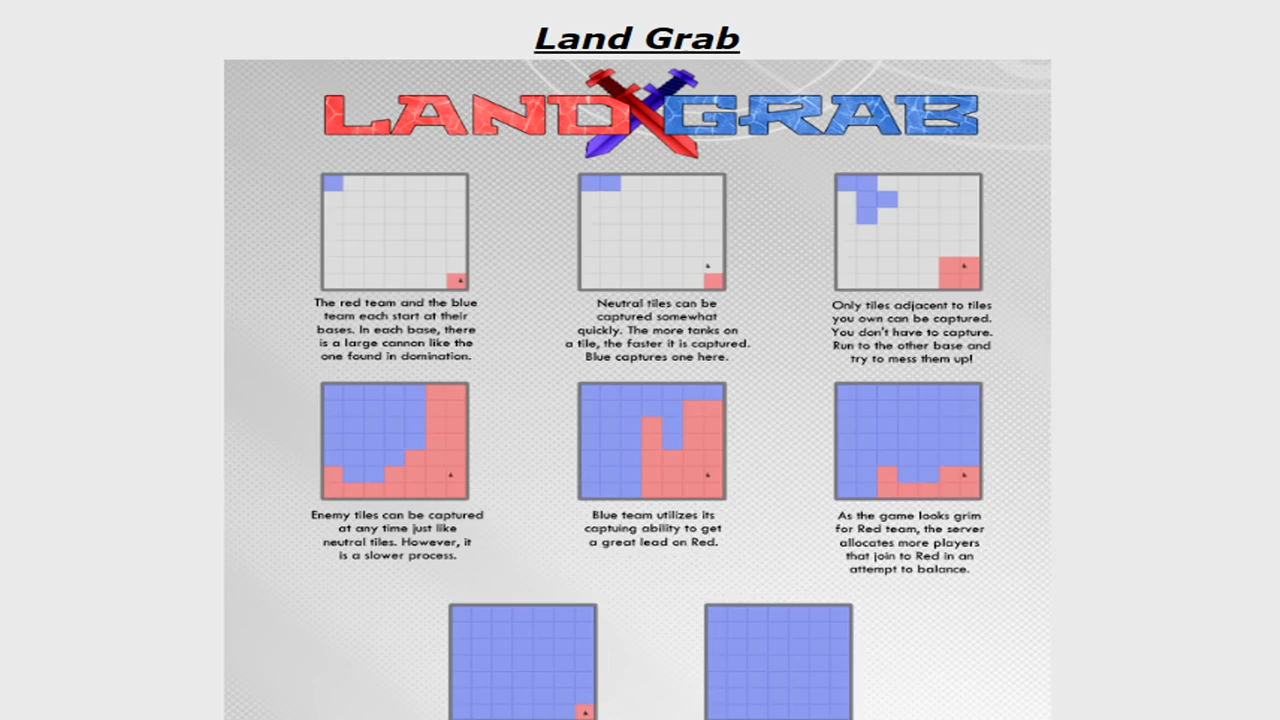 Land Grab
LAND GRAB
The red team and the blue
team each start at their
bases. In each base, there
is a large cannon like the
one found in domination.
Neutral tiles can be
captured somewhat
quickly. The more tanks on
a tile, the faster it is captured.
Blue captures one here.
Only tiles adjacent to tiles
you own can be captured.
You don't have to capture.
Run to the other base and
try to mess them up!
Enemy tiles can be captured
at any time just like
neutral tiles. However, it
is a slower process.
Blue team utilizes its
captuing ability to get
a great lead on Red.
As the game looks grim
for Red team, the server
allocates more players
that join to Red in an
attempt to balance.